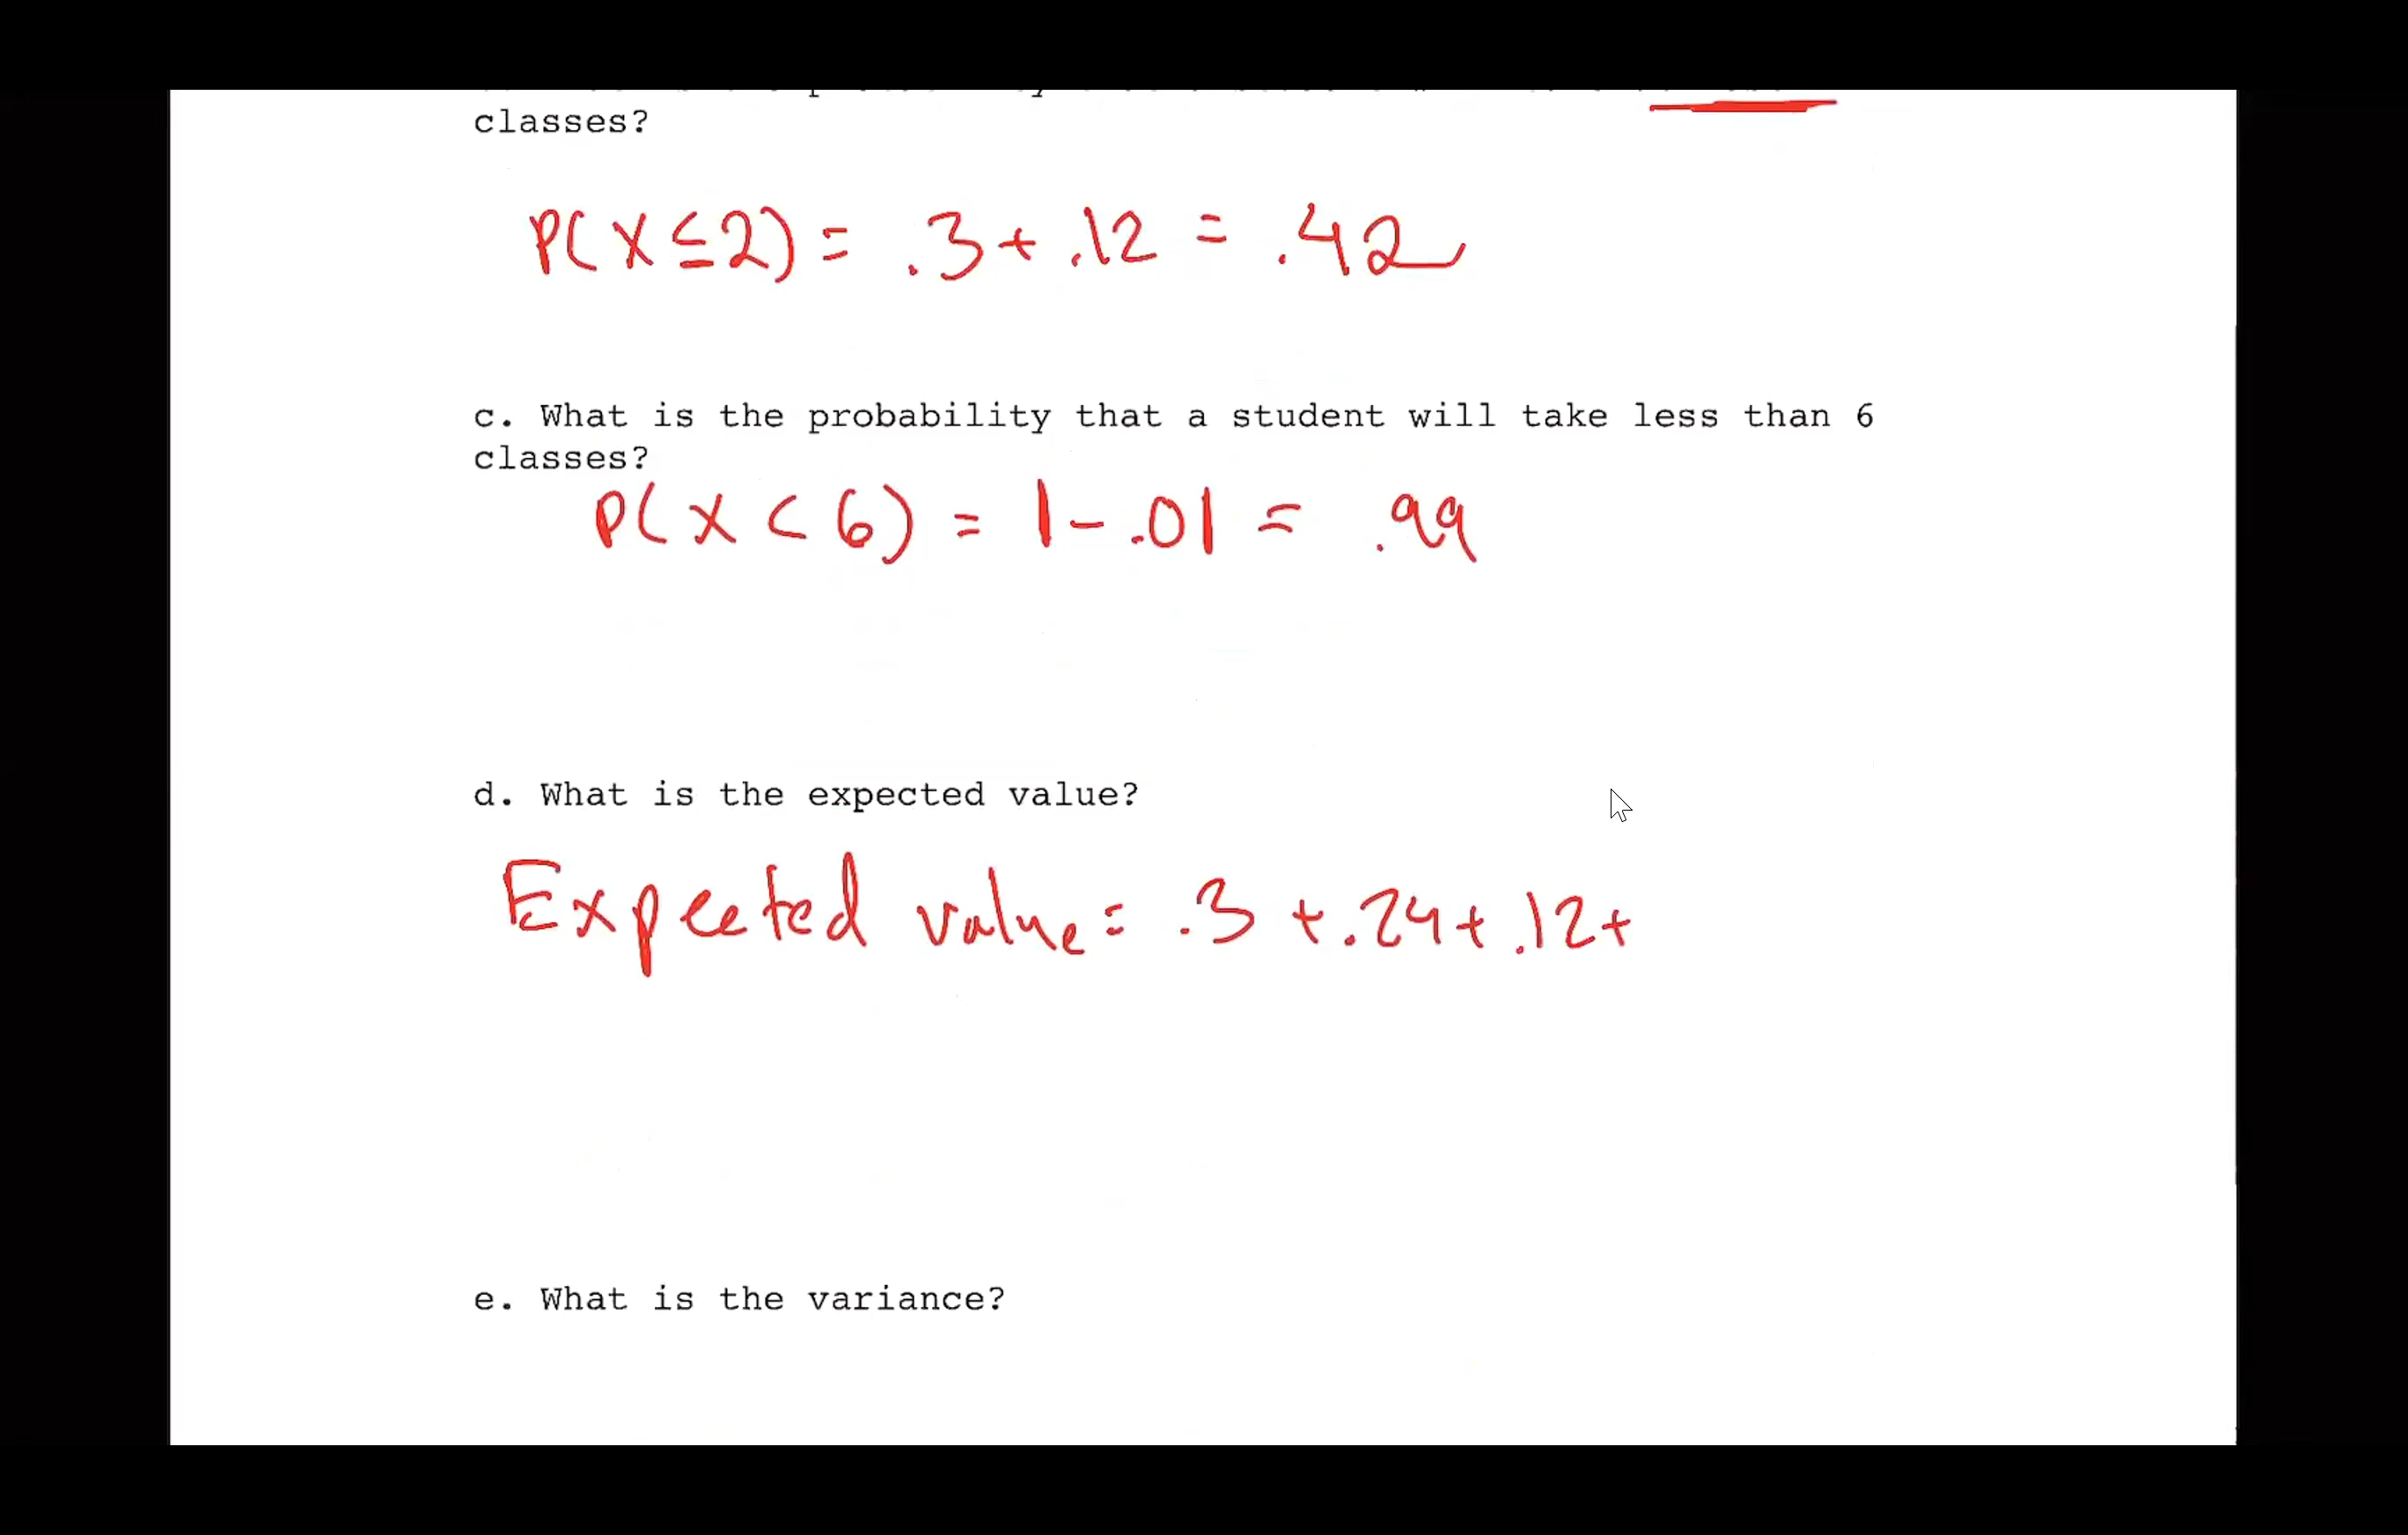 classes?
P(X≤2) = .3 + .12 = .42
c. What is the probability that a student will take less than 6
classes?
P(X < 6) = 1 - .01 = .99
d. What is the expected value?
Expected value = .3 + .24 + .12 +
e. What is the variance?